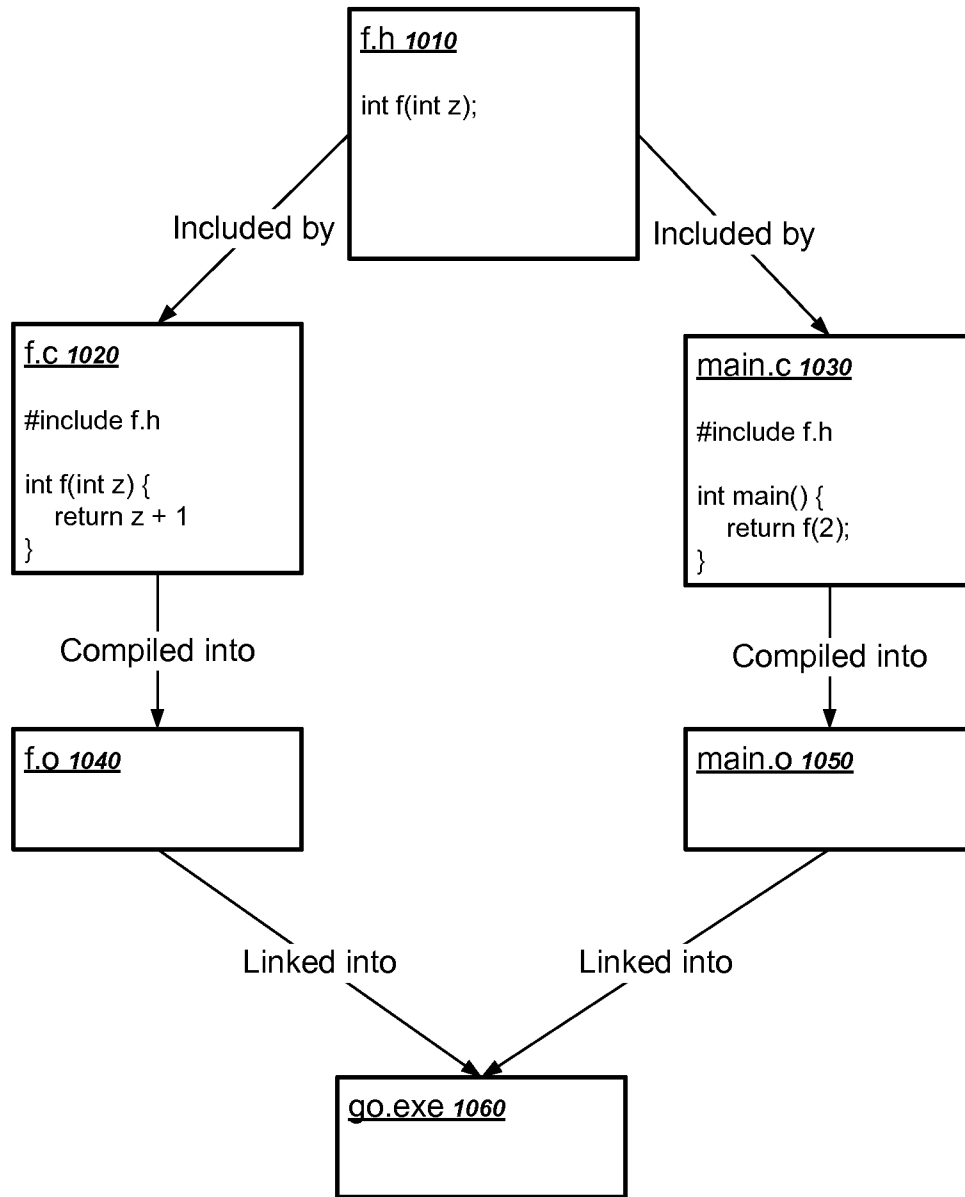 f.h 1010
int f(int z);
Included by
Included by
f.c 1020
#include f.h
int f(int z) {
return z + 1
}
main.c 1030
#include f.h
int main() {
return f(2);
}
Compiled into
Compiled into
f.o 1040
main.o 1050
Linked into
Linked into
go.exe 1060